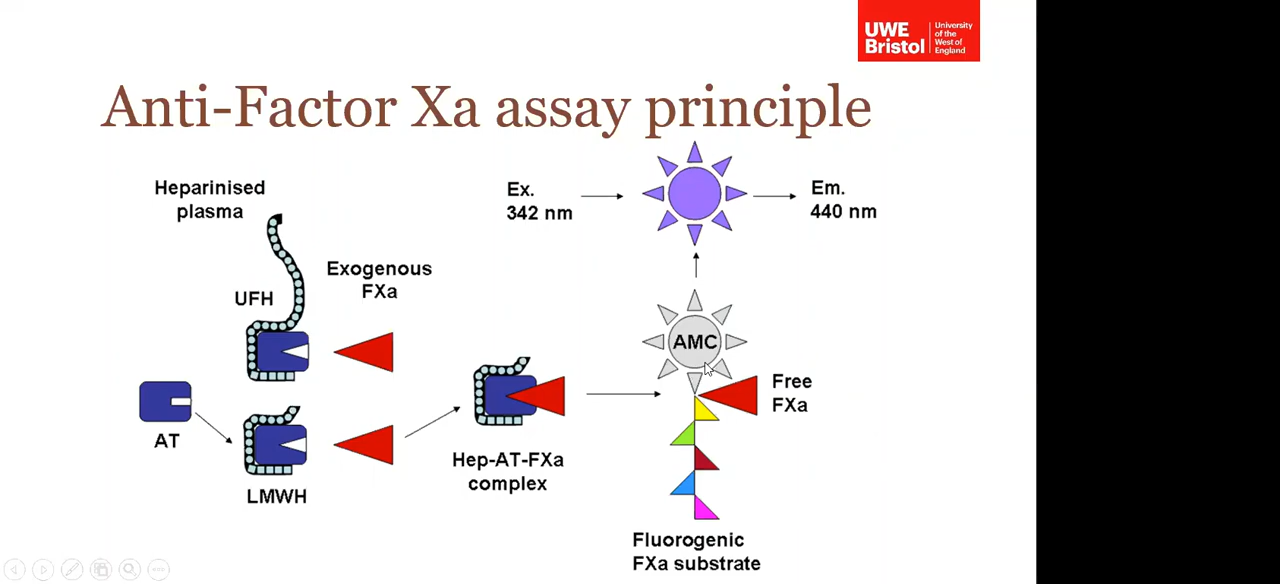 UWE
Bristol
University
of the
West of
England
Anti-Factor Xa assay principle
Heparinised
plasma
Ex.
342 nm
Em.
440 nm
Exogenous
FXa
UFH
AMC
Free
FXa
AT
LMWH
Hep-AT-FXa
complex
Fluorogenic
FXa substrate